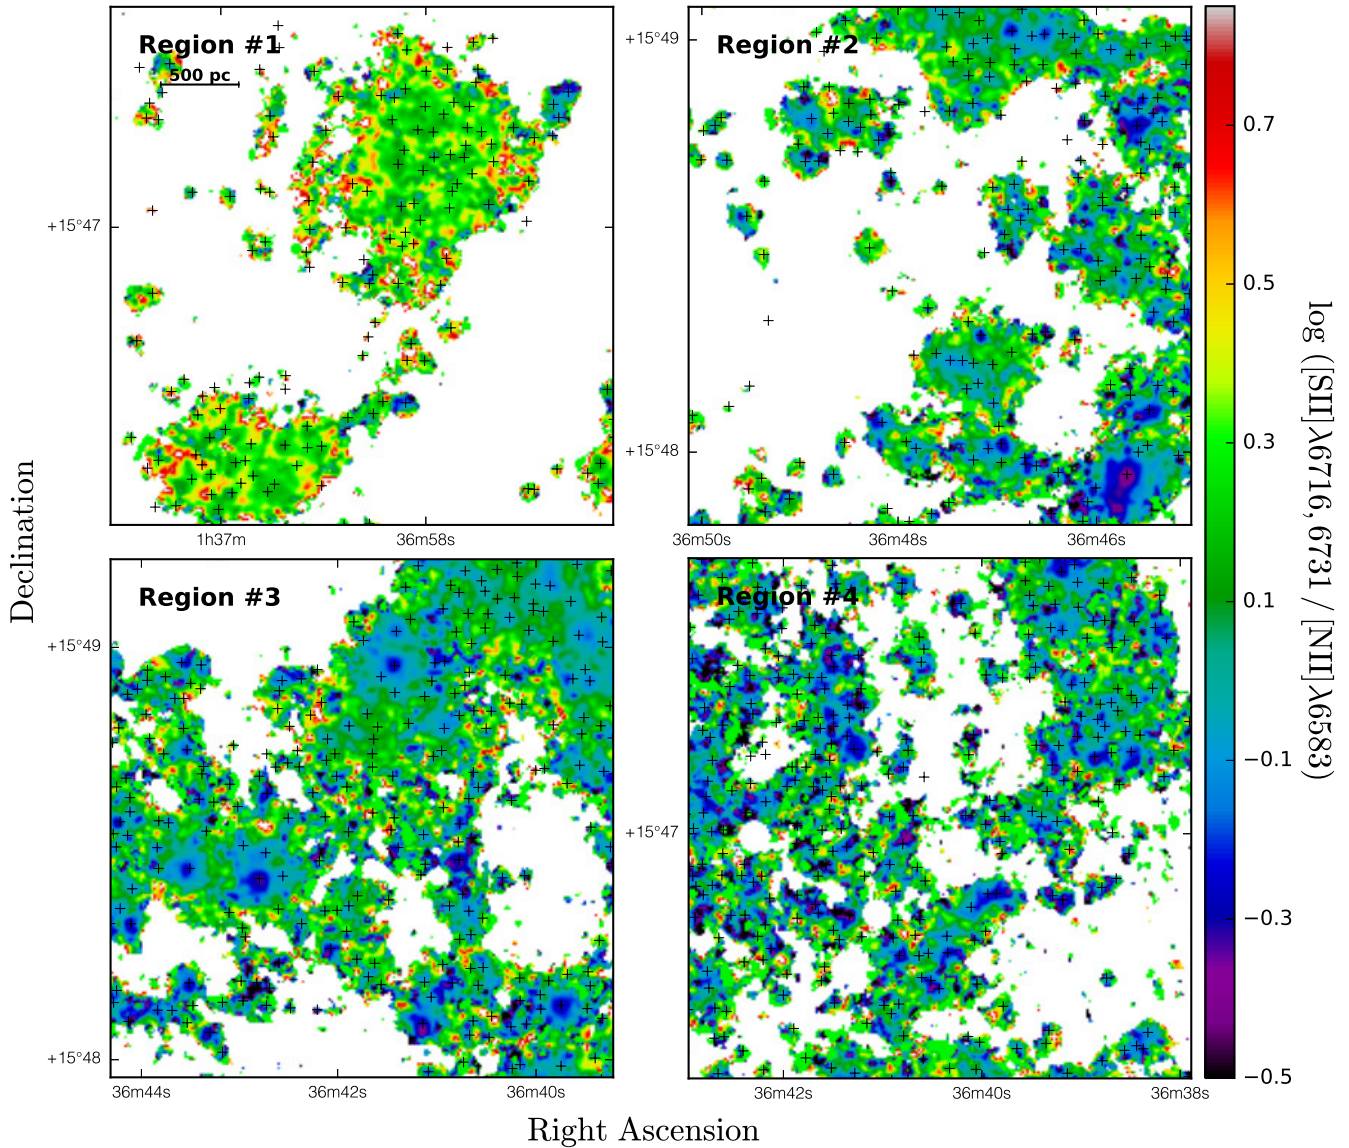 Region #1
500 pc
+15°47
1h37m
36m58s
Region #2
+15°49
+15°48
36m50s
36m48s
36m46s
Region #3
+15°49
+15°48
36m44s
36m42s
36m40s
Region #4
+15°47
36m42s
36m40s
36m38s
0.7
0.5
0.3
0.1
−0.1
−0.3
−0.5
log ([SII]λ6716, 6731 / [NII]λ6583)
Declination
Right Ascension